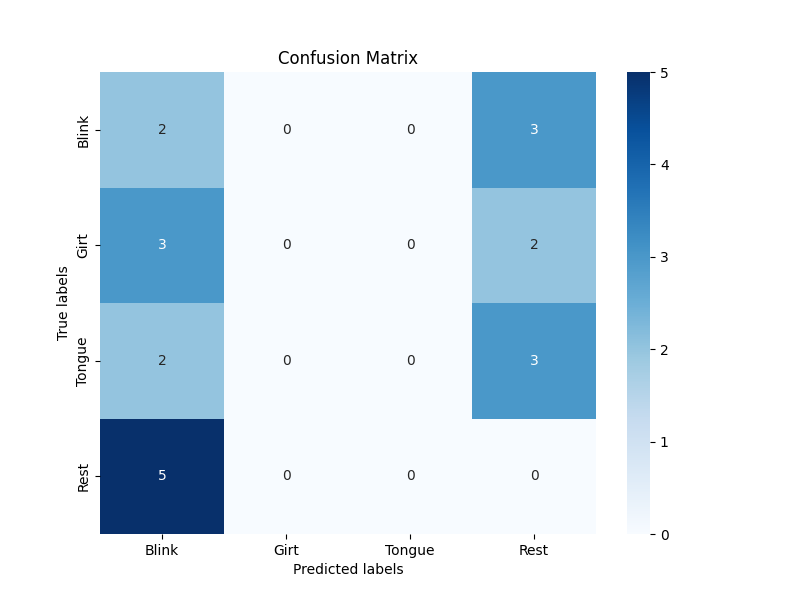 Confusion Matrix
True labels
Blink
2 0 0 3
Girt
3 0 0 2
Tongue
2 0 0 3
Rest
5 0 0 0
Blink Girt Tongue Rest
Predicted labels
5
4
3
2
1
0